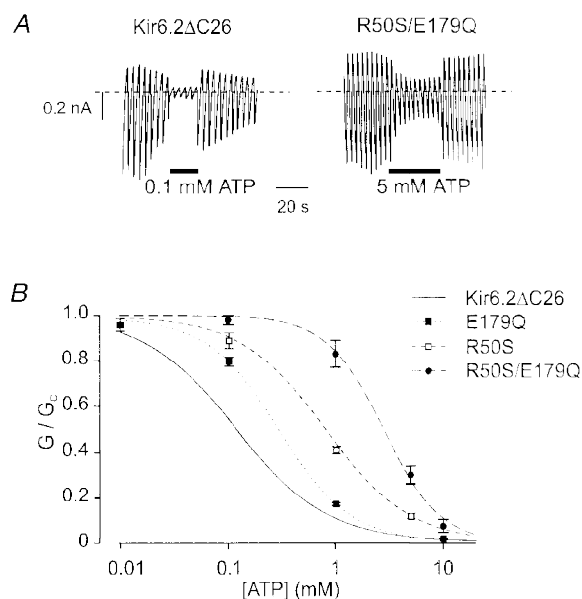 A
Kir6.2ΔC26
R50S/E179Q
0.2 nA
0.1 mM ATP
20 s
5 mM ATP
B
Kir6.2ΔC26
E179Q
R50S
R50S/E179Q
G / Gc
1.0
0.8
0.6
0.4
0.2
0
0.01
0.1
1
10
[ATP] (mM)